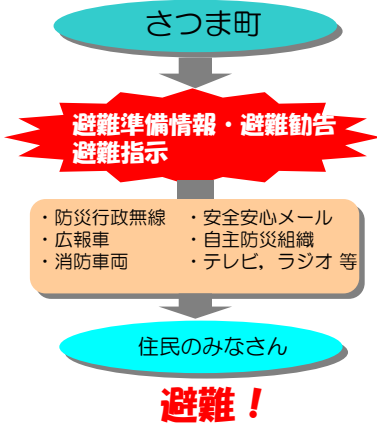 さつま町
避難準備情報・避難勧告
避難指示
・防災行政無線　・安全安心メール
・広報車　・自主防災組織
・消防車両　・テレビ，ラジオ 等
住民のみなさん
避難！